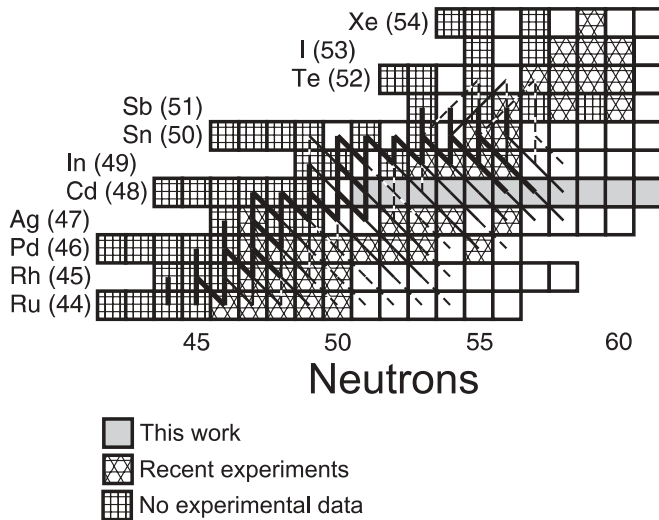 Xe (54)
I (53)
Te (52)
Sb (51)
Sn (50)
In (49)
Cd (48)
Ag (47)
Pd (46)
Rh (45)
Ru (44)
45 50 55 60
Neutrons
This work
Recent experiments
No experimental data